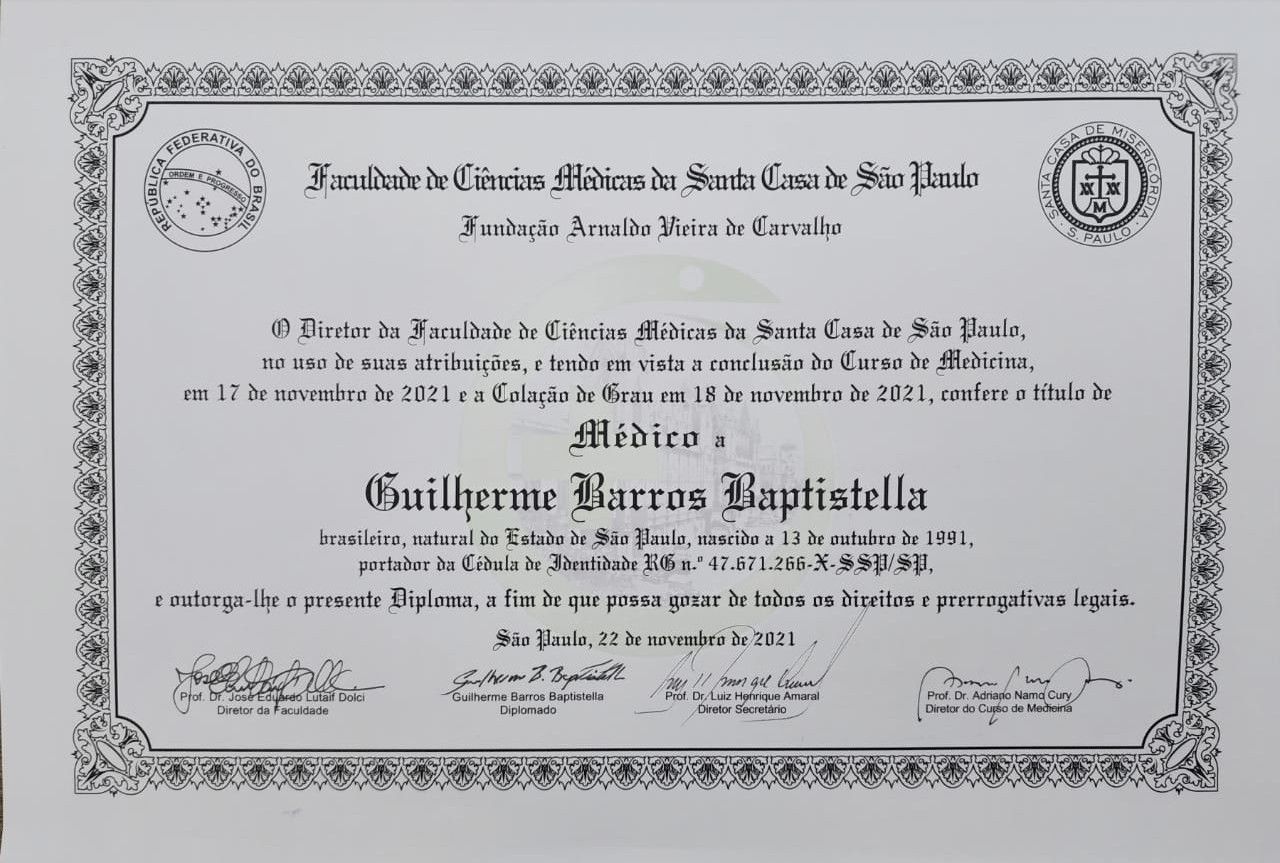 REPÚBLICA FEDERATIVA DO BRASIL
ORDEM E PROGRESSO
SANTA CASA DE MISERICÓRDIA
S. PAULO
M
Faculdade de Ciências Médicas da Santa Casa de São Paulo
Fundação Arnaldo Vieira de Carvalho
O Diretor da Faculdade de Ciências Médicas da Santa Casa de São Paulo,
no uso de suas atribuições, e tendo em vista a conclusão do Curso de Medicina,
em 17 de novembro de 2021 e a Colação de Grau em 18 de novembro de 2021, confere o título de
Médico a
Guilherme Barros Baptistella
brasileiro, natural do Estado de São Paulo, nascido a 13 de outubro de 1991,
portador da Cédula de Identidade RG n.º 47.671.266-X-SSP/SP,
e outorga-lhe o presente Diploma, a fim de que possa gozar de todos os direitos e prerrogativas legais.
São Paulo, 22 de novembro de 2021
Guilherme B. Baptistella
Prof. Dr. José Eduardo Lutaif Dolci
Diretor da Faculdade
Guilherme Barros Baptistella
Diplomado
Prof. Dr. Luiz Henrique Amaral
Diretor Secretário
Prof. Dr. Adriano Namo Cury
Diretor do Curso de Medicina